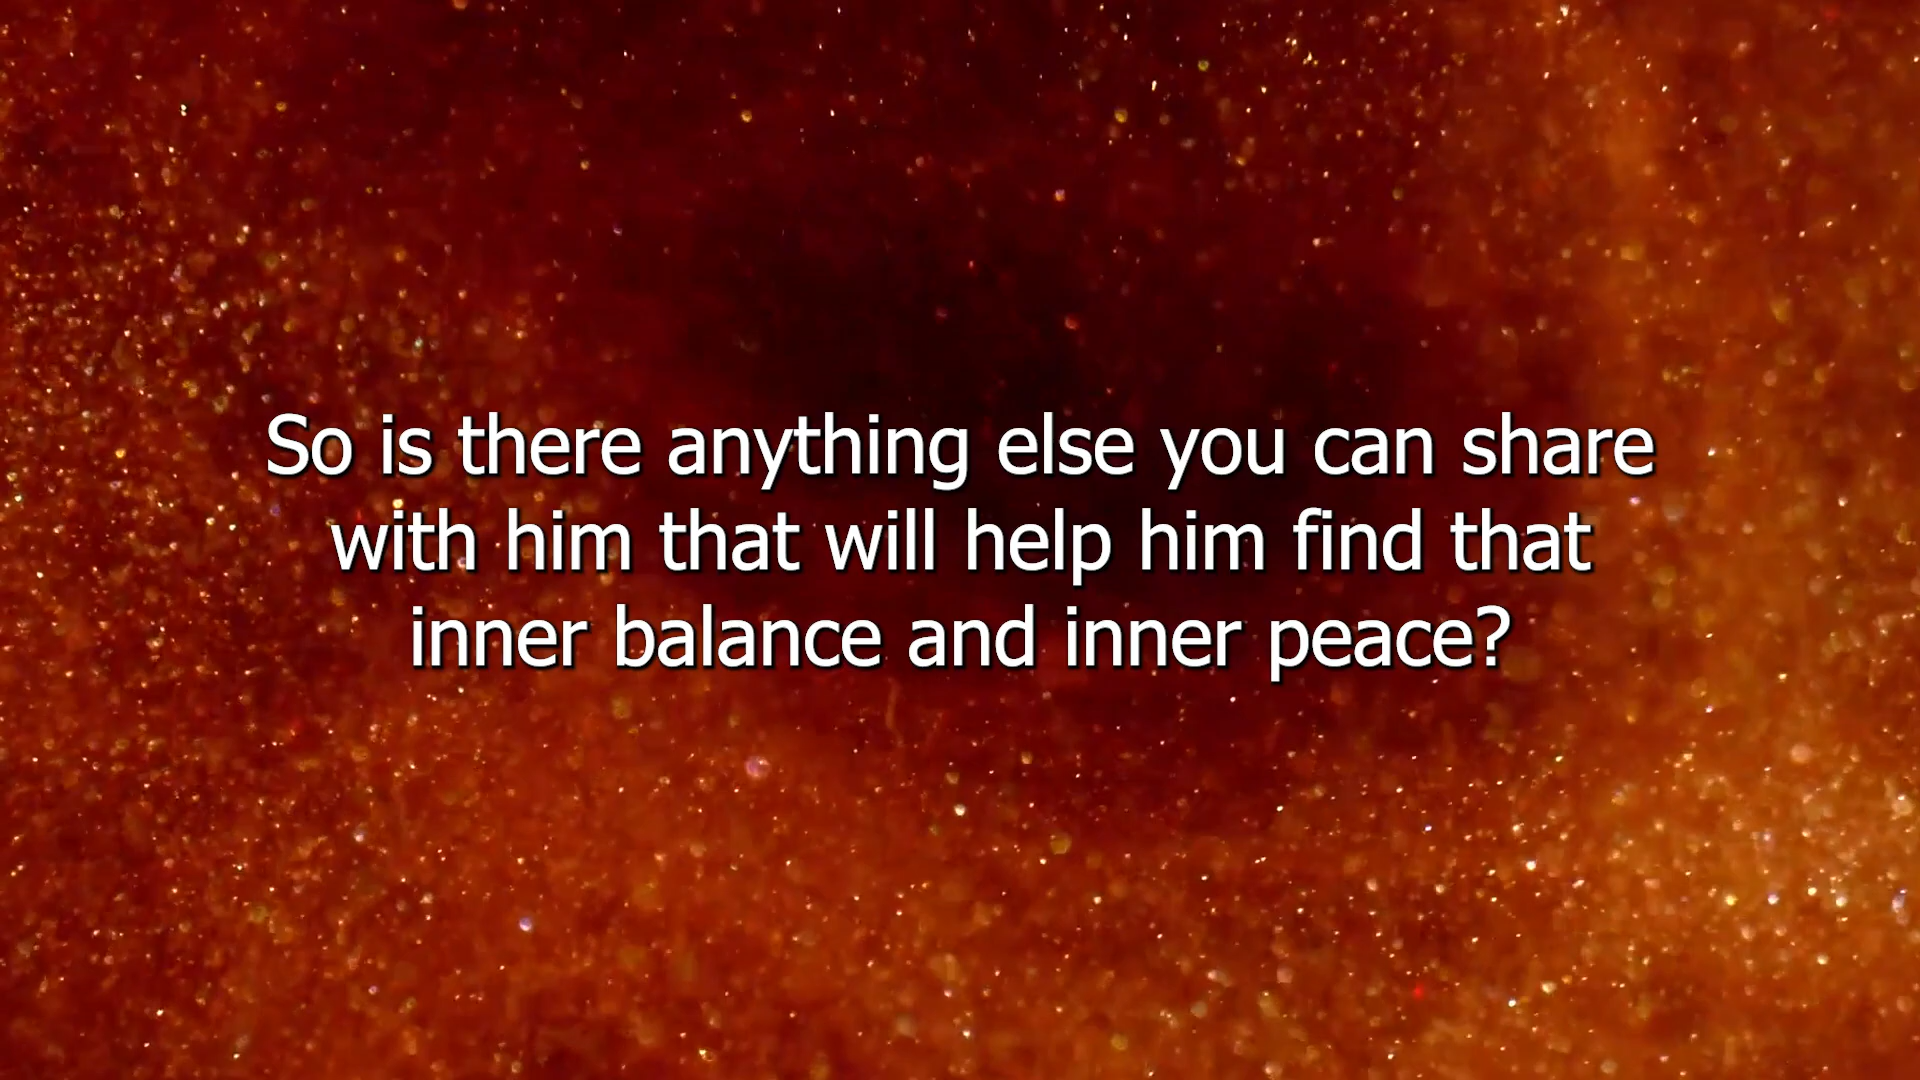 So is there anything else you can share
with him that will help him find that
inner balance and inner peace?